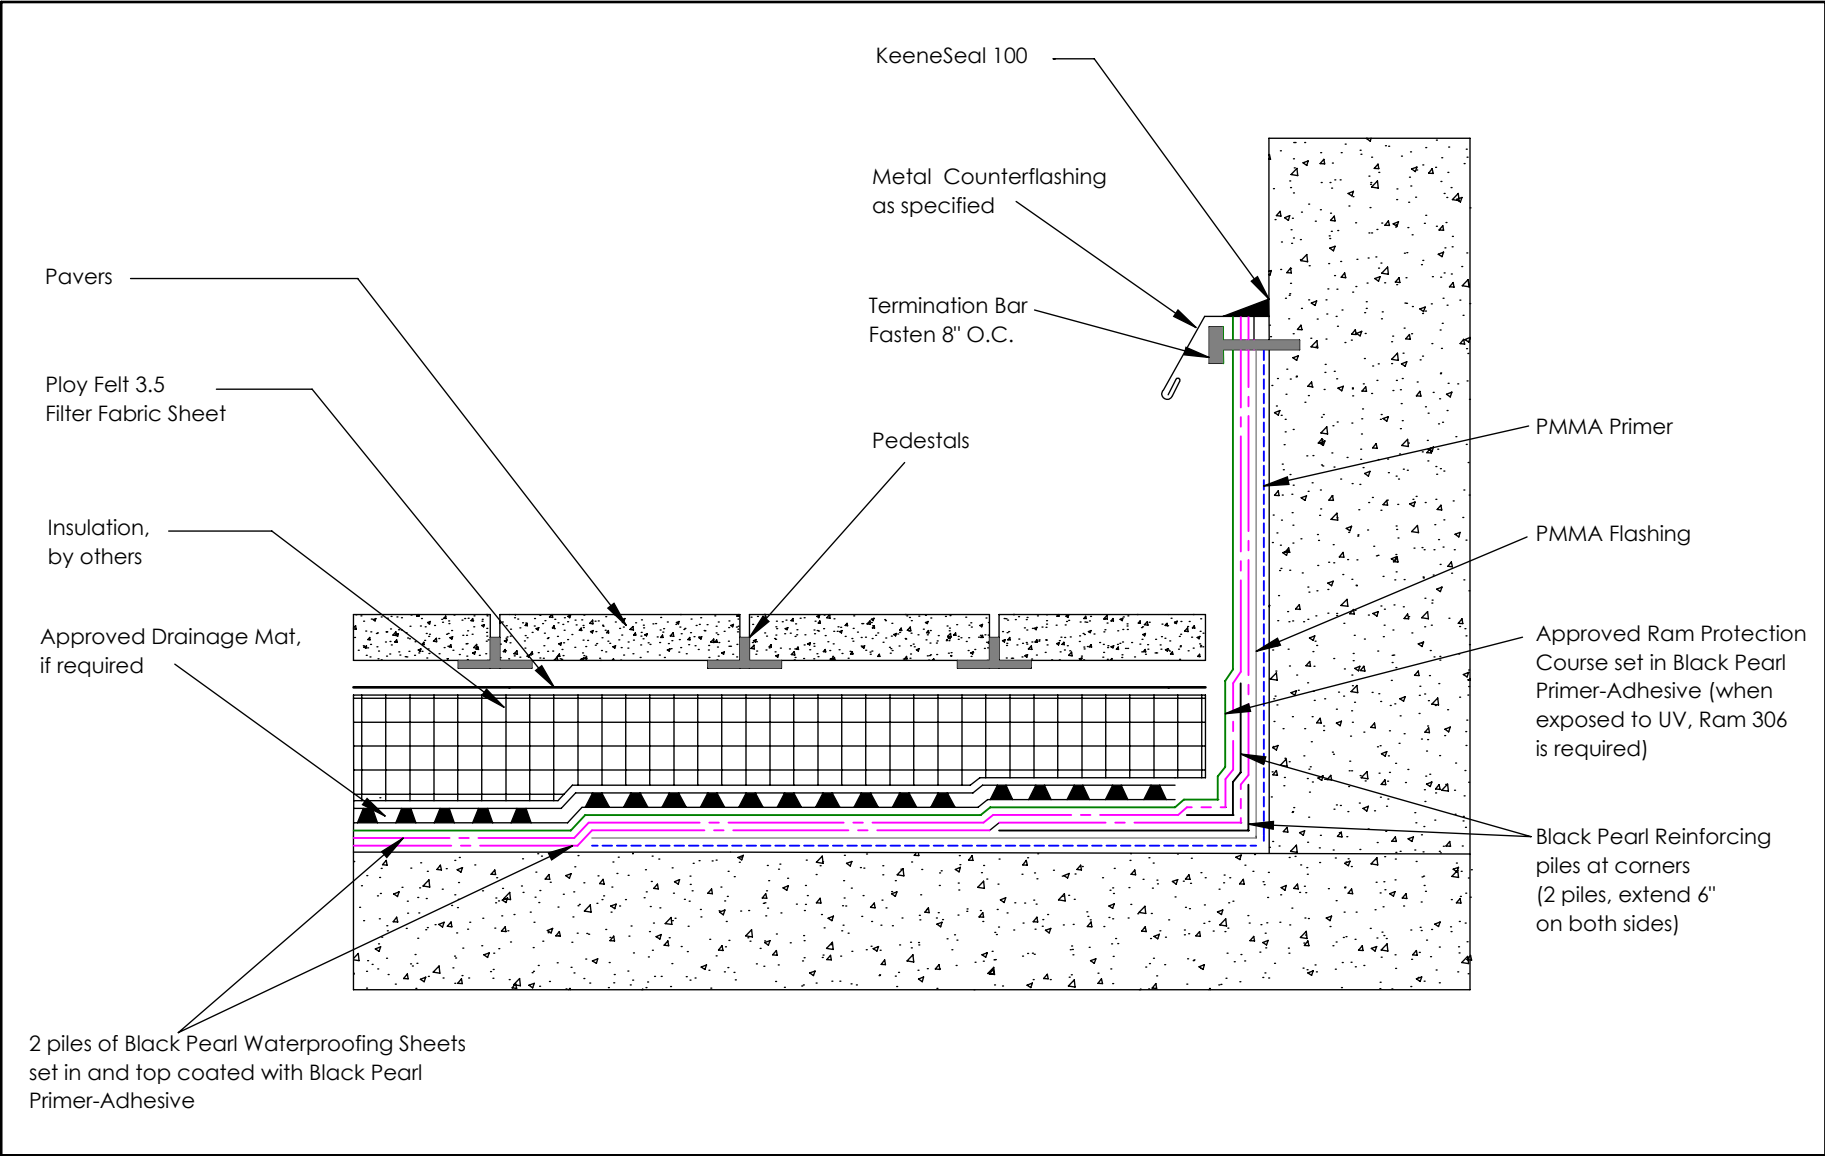 KeeneSeal 100
Metal Counterflashing
as specified
Pavers
Termination Bar
Fasten 8" O.C.
Ploy Felt 3.5
Filter Fabric Sheet
Pedestals
PMMA Primer
Insulation,
by others
PMMA Flashing
Approved Drainage Mat,
if required
Approved Ram Protection
Course set in Black Pearl
Primer-Adhesive (when
exposed to UV, Ram 306
is required)
Black Pearl Reinforcing
piles at corners
(2 piles, extend 6"
on both sides)
2 piles of Black Pearl Waterproofing Sheets
set in and top coated with Black Pearl
Primer-Adhesive